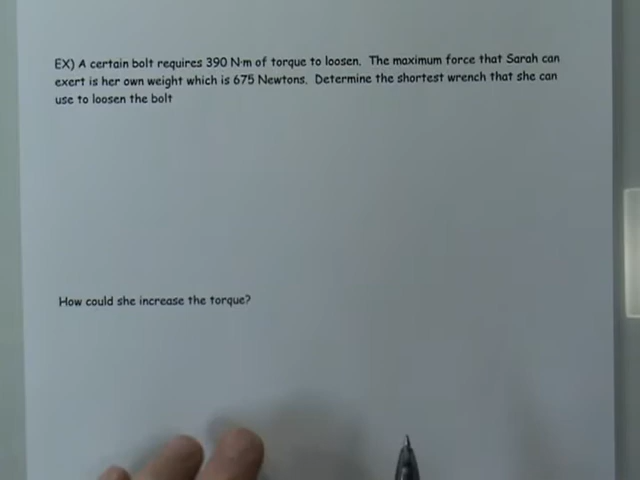 EX) A certain bolt requires 390 N·m of torque to loosen. The maximum force that Sarah can
exert is her own weight which is 675 Newtons. Determine the shortest wrench that she can
use to loosen the bolt
How could she increase the torque?